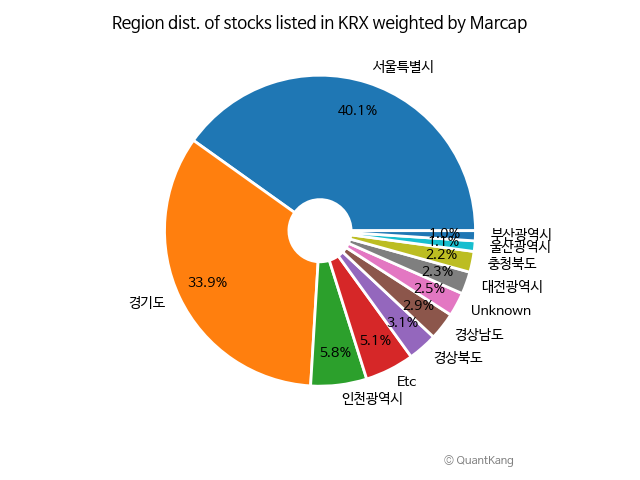 Region dist. of stocks listed in KRX weighted by Marcap
서울특별시
40.1%
경기도
33.9%
인천광역시
5.8%
Etc
5.1%
경상북도
3.1%
경상남도
2.9%
Unknown
2.5%
대전광역시
2.3%
충청북도
2.2%
울산광역시
1.1%
부산광역시
1.0%
© QuantKang